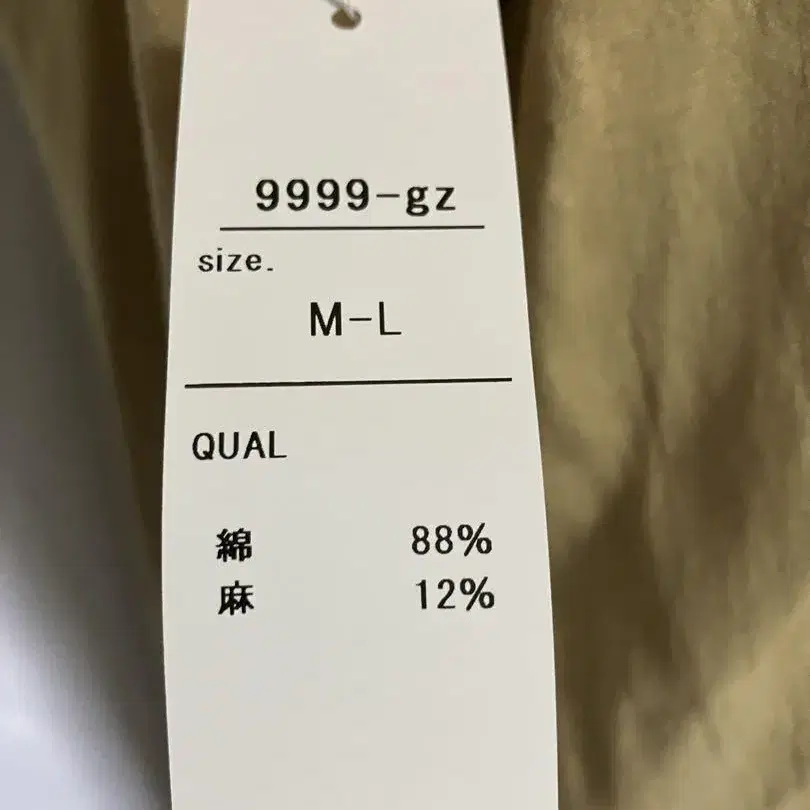 9999-gz
size.
M-L
QUAL
綿 88%
麻 12%